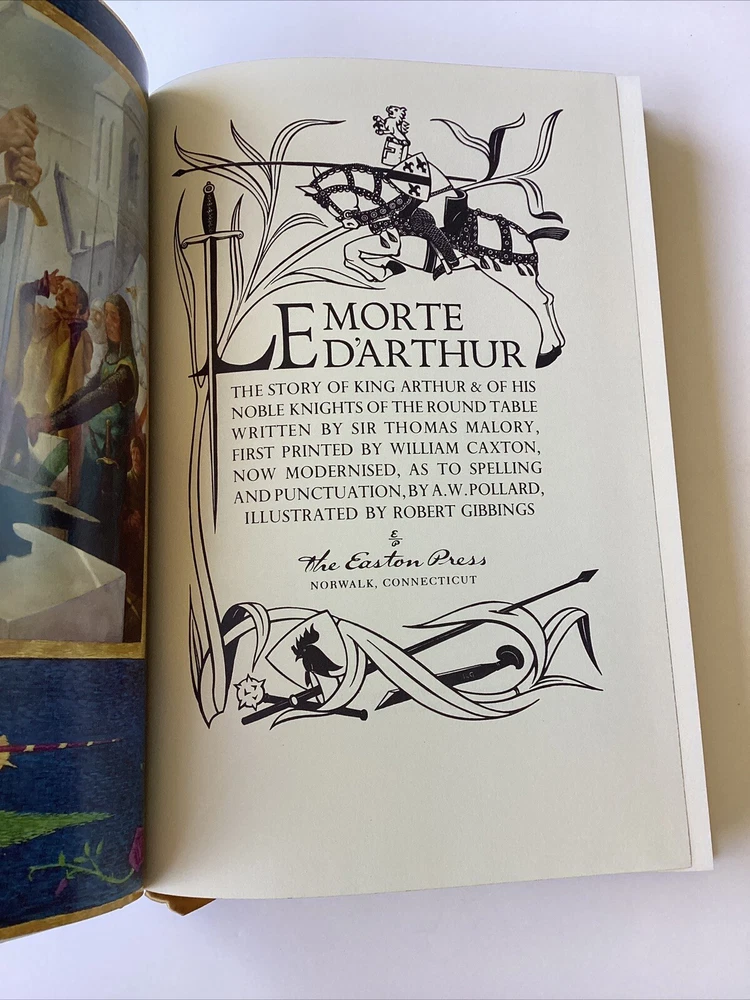 LE MORTE
D'ARTHUR
THE STORY OF KING ARTHUR & OF HIS
NOBLE KNIGHTS OF THE ROUND TABLE
WRITTEN BY SIR THOMAS MALORY,
FIRST PRINTED BY WILLIAM CAXTON,
NOW MODERNISED, AS TO SPELLING
AND PUNCTUATION, BY A.W. POLLARD,
ILLUSTRATED BY ROBERT GIBBINGS
The Easton Press
NORWALK, CONNECTICUT